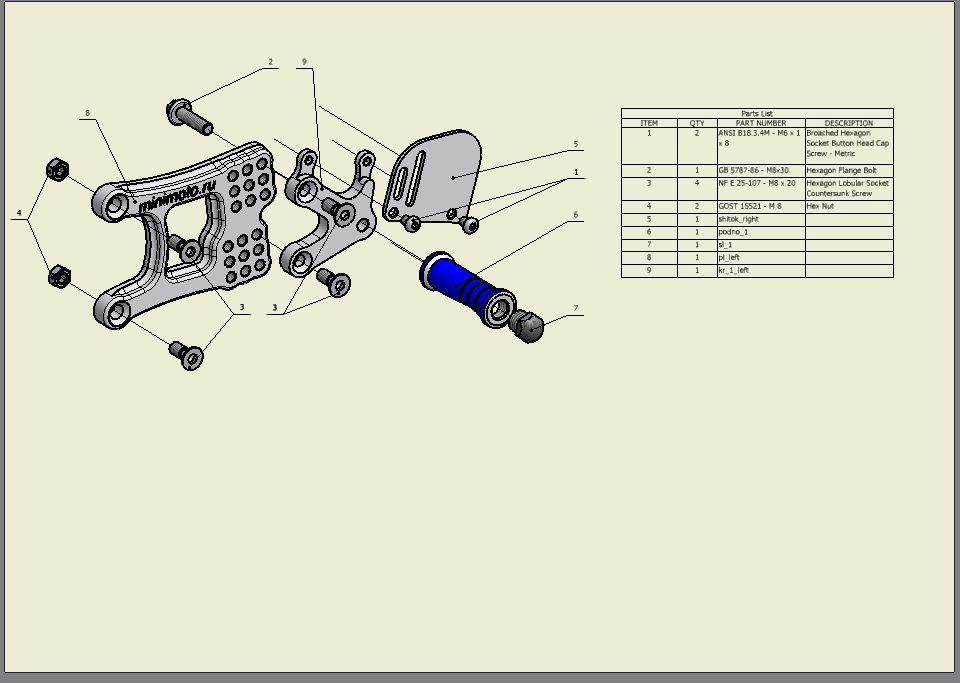 2
9
8
5
1
4
6
7
3
3
minimoto.ru
Parts List
ITEM QTY PART NUMBER DESCRIPTION
1 2 ANSI B18.3.4M - M6 x 1 Broached Hexagon
x 8 Socket Button Head Cap
Screw - Metric
2 1 GB 5787-86 - M8x30 Hexagon Flange Bolt
3 4 NF E 25-107 - M8 x 20 Hexagon Lobular Socket
Countersunk Screw
4 2 GOST 15521 - M 8 Hex Nut
5 1 shitok_right
6 1 podno_1
7 1 sl_1
8 1 pl_left
9 1 kr_1_left